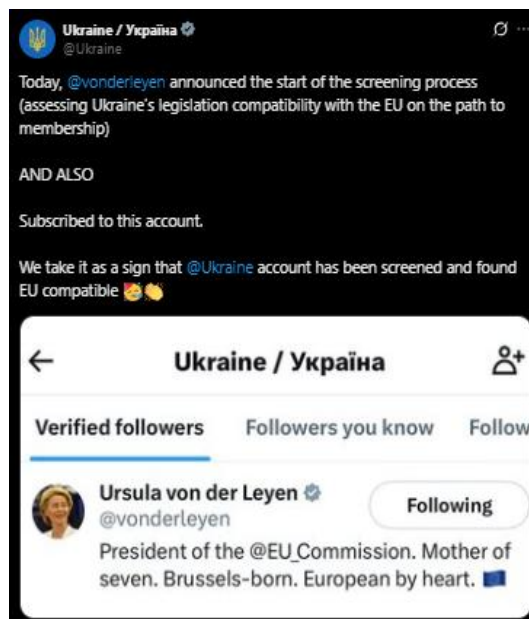 Ukraine / Україна
@Ukraine
Today, @vonderleyen announced the start of the screening process
(assessing Ukraine's legislation compatibility with the EU on the path to
membership)
AND ALSO
Subscribed to this account.
We take it as a sign that @Ukraine account has been screened and found
EU compatible 🥳👏
Ukraine / Україна
Verified followers Followers you know Follow
Ursula von der Leyen
@vonderleyen
Following
President of the @EU_Commission. Mother of
seven. Brussels-born. European by heart. 🇪🇺